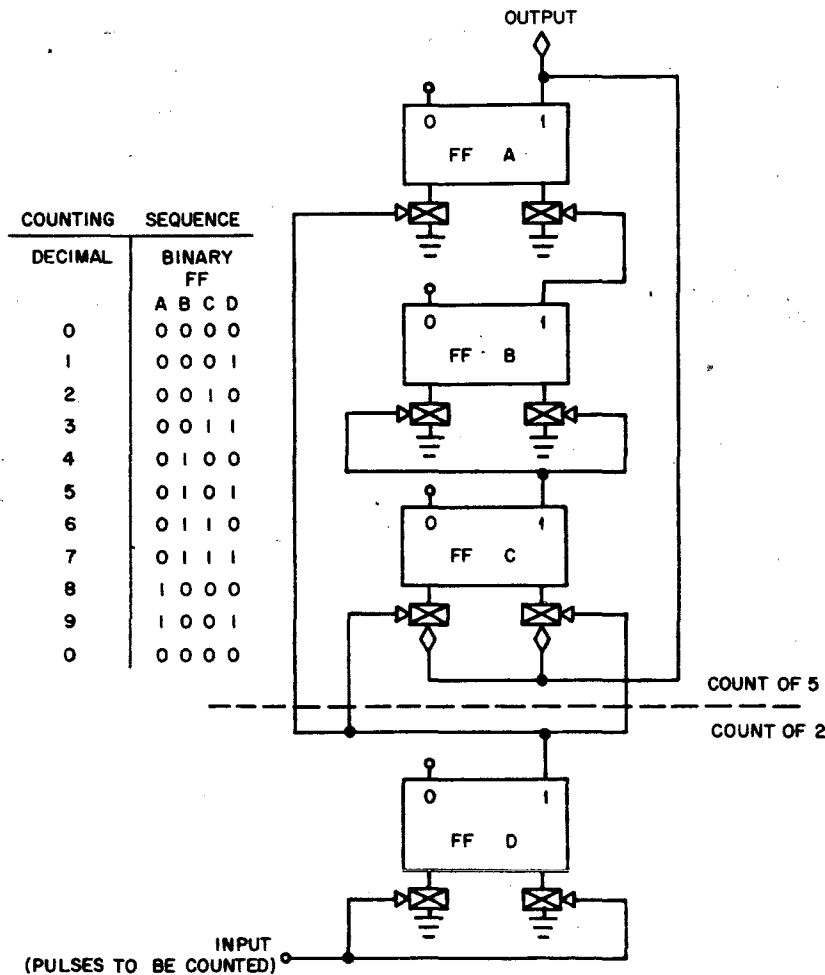 OUTPUT
0 1
FF A
COUNTING SEQUENCE
DECIMAL BINARY
FF
A B C D
0 0 0 0 0
1 0 0 0 1
2 0 0 1 0
3 0 0 1 1
4 0 1 0 0
5 0 1 0 1
6 0 1 1 0
7 0 1 1 1
8 1 0 0 0
9 1 0 0 1
0 0 0 0 0
0 1
FF B
0 1
FF C
COUNT OF 5
COUNT OF 2
0 1
FF D
INPUT
(PULSES TO BE COUNTED)